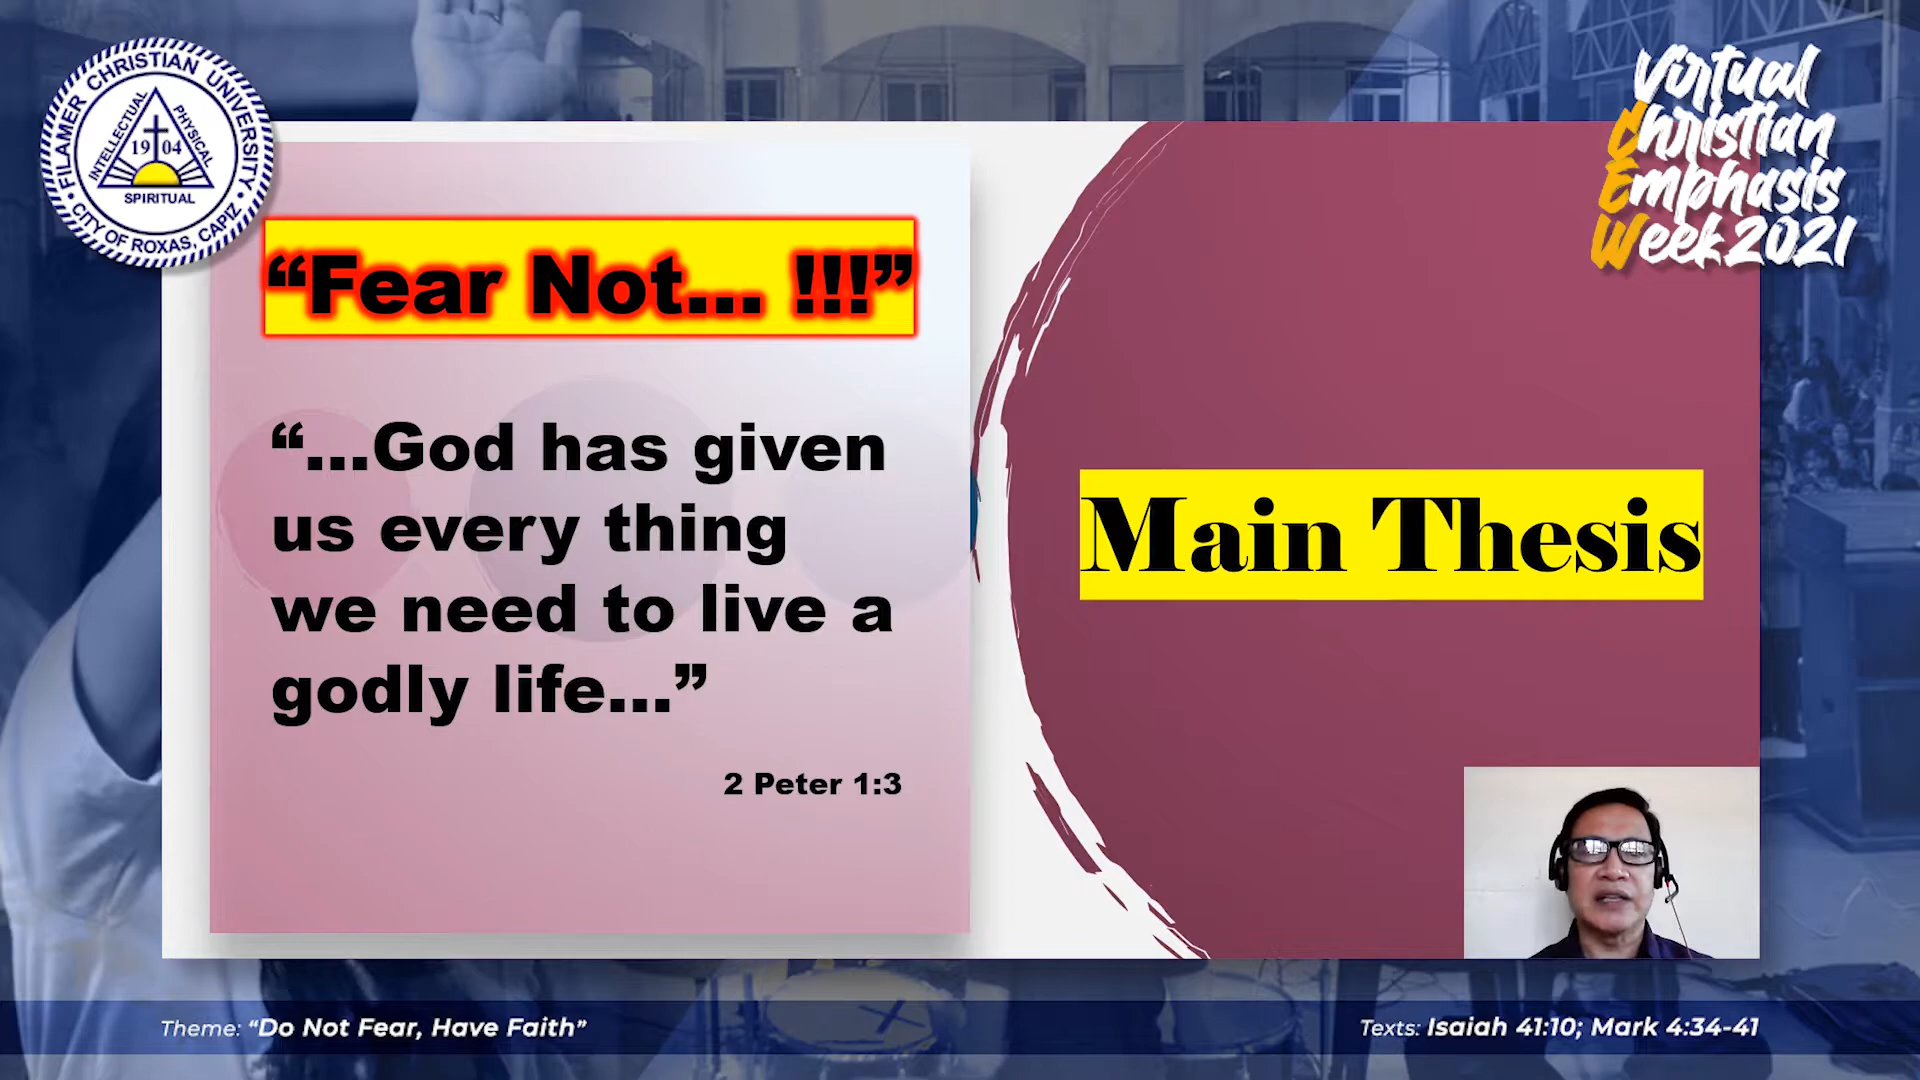 FILAMER CHRISTIAN UNIVERSITY
INTELLECTUAL
PHYSICAL
1904
SPIRITUAL
CITY OF ROXAS, CAPIZ
Virtual
Christian
Emphasis
Week 2021
“Fear Not... !!!”
“...God has given
us every thing
we need to live a
godly life...”
2 Peter 1:3
Main Thesis
Theme: “Do Not Fear, Have Faith”
Texts: Isaiah 41:10; Mark 4:34-41